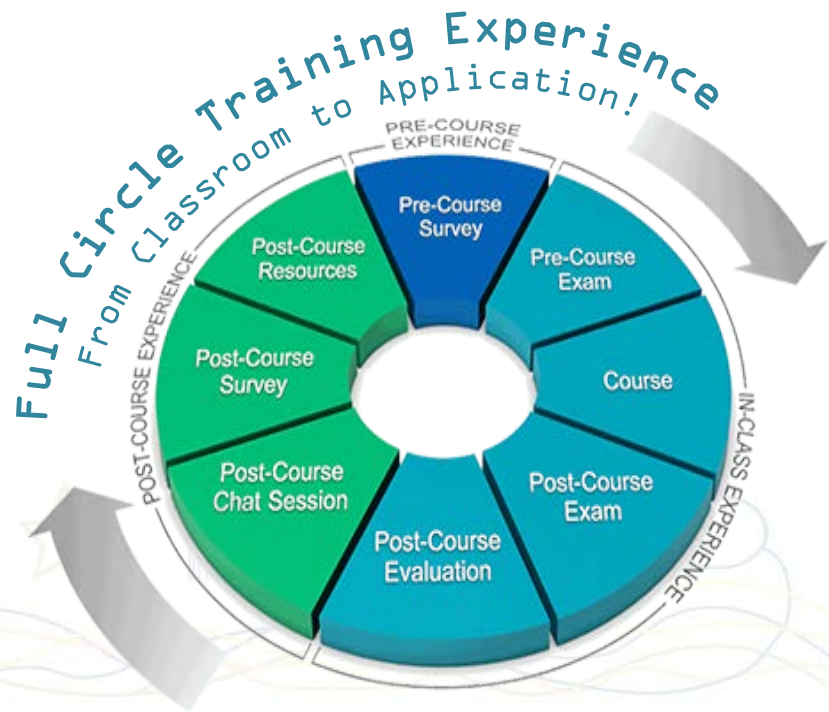 Full Circle Training Experience
From Classroom to Application!
PRE-COURSE
EXPERIENCE
Pre-Course
Survey
Pre-Course
Exam
Course
Post-Course
Exam
Post-Course
Evaluation
IN-CLASS EXPERIENCE
Post-Course
Chat Session
Post-Course
Survey
Post-Course
Resources
POST-COURSE EXPERIENCE